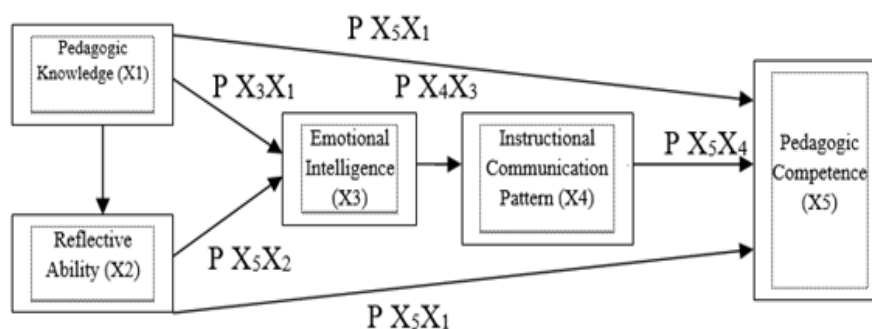 P X5X1
Pedagogic
Knowledge (X1)
P X3X1
P X4X3
Emotional
Intelligence
(X3)
Instructional
Communication
Pattern (X4)
P X5X4
Pedagogic
Competence
(X5)
Reflective
Ability (X2)
P X5X2
P X5X1